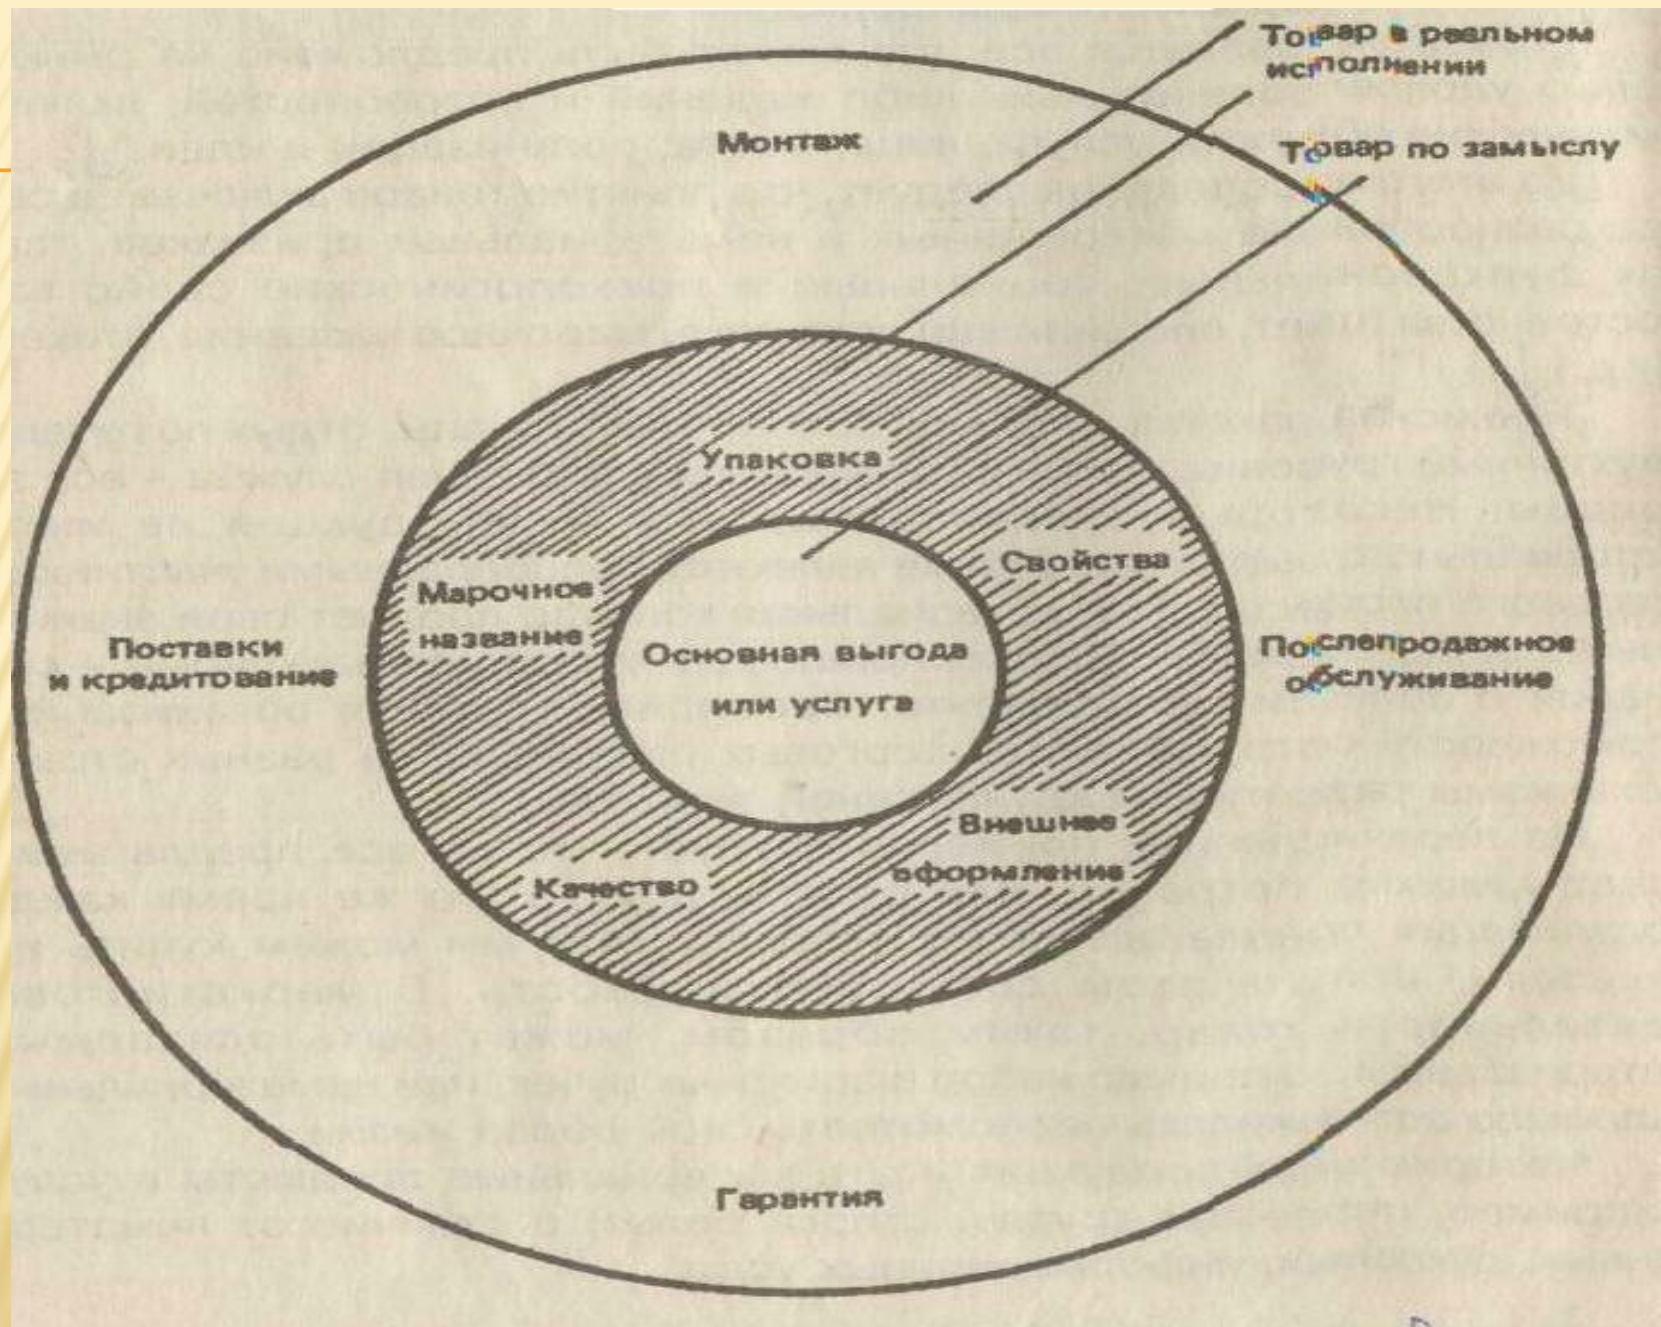 Товар в реальном
исполнении
Товар по замыслу
Монтаж
Упаковка
Свойства
Марочное
название
Основная выгода
или услуга
Поставки
и кредитование
Послепродажное
обслуживание
Внешнее
оформление
Качество
Гарантия